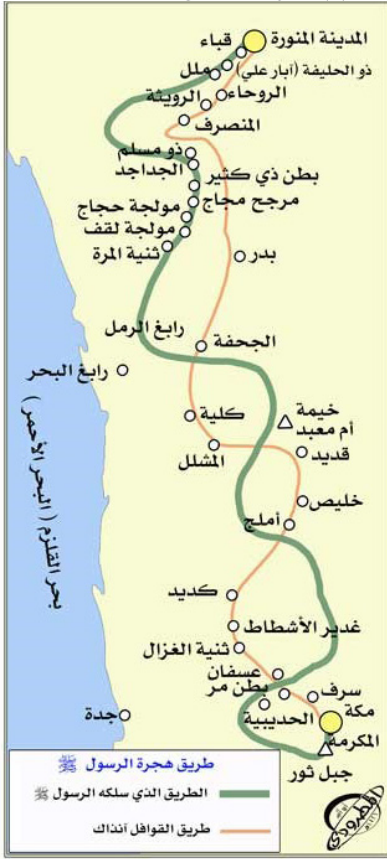 المدينة المنورة
قباء
ذو الحليفة (آبار علي)
ملل
الروحاء
الرويثة
المنصرف
ذو مسلم
الجداجد
بطن ذي كثير
مرجح مجاج
مولجة حجاج
مولجة لقف
ثنية المرة
بدر
رابغ الرمل
الجحفة
رابغ البحر
كلية
خيمة
أم معبد
المشلل
قديد
خليص
أملج
بحر القلزم (البحر الأحمر)
كديد
غدير الأشطاط
ثنية الغزال
عسفان
بطن مر
سرف
مكة
المكرمة
الحديبية
جدة
جبل ثور
طريق هجرة الرسول ﷺ
الطريق الذي سلكه الرسول ﷺ
طريق القوافل آنذاك